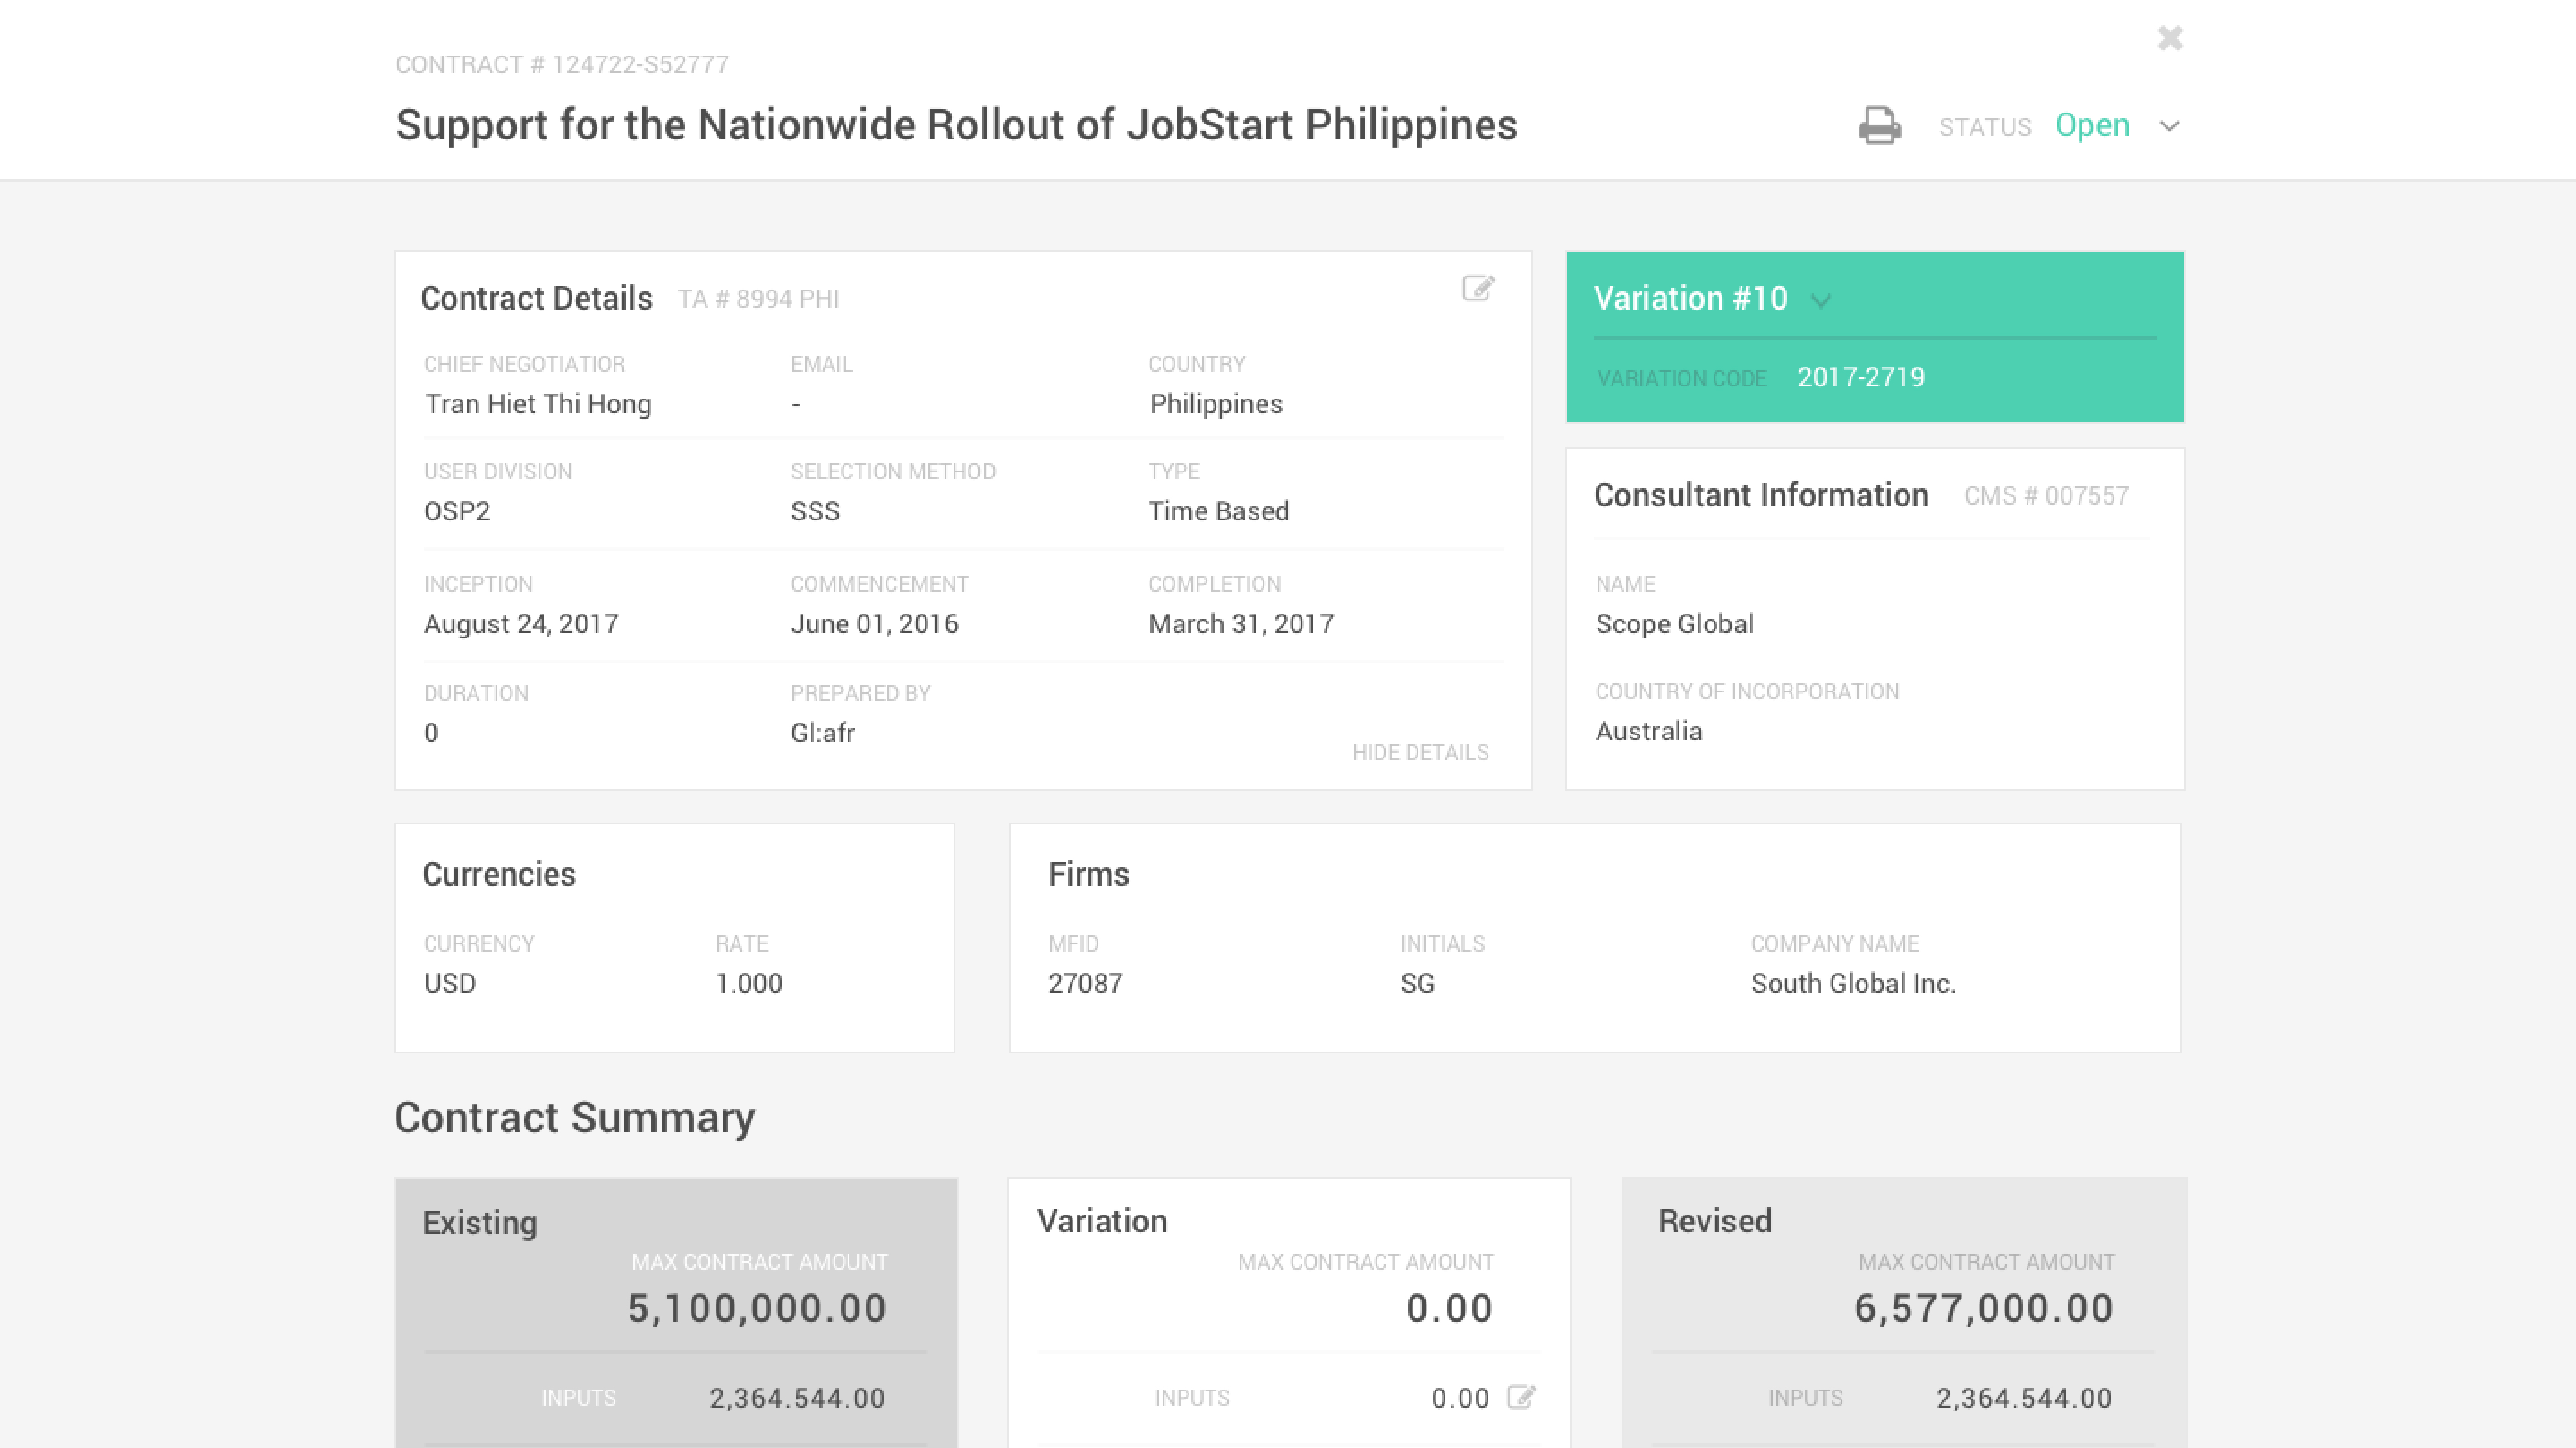 CONTRACT # 124722-S52777
Support for the Nationwide Rollout of JobStart Philippines
STATUS Open
Contract Details TA # 8994 PHI
CHIEF NEGOTIATIOR EMAIL COUNTRY
Tran Hiet Thi Hong - Philippines
USER DIVISION SELECTION METHOD TYPE
OSP2 SSS Time Based
INCEPTION COMMENCEMENT COMPLETION
August 24, 2017 June 01, 2016 March 31, 2017
DURATION PREPARED BY
0 Gl:afr
HIDE DETAILS
Variation #10
VARIATION CODE 2017-2719
Consultant Information CMS # 007557
NAME
Scope Global
COUNTRY OF INCORPORATION
Australia
Currencies
CURRENCY RATE
USD 1.000
Firms
MFID INITIALS COMPANY NAME
27087 SG South Global Inc.
Contract Summary
Existing
MAX CONTRACT AMOUNT
5,100,000.00
INPUTS 2,364.544.00
Variation
MAX CONTRACT AMOUNT
0.00
INPUTS 0.00
Revised
MAX CONTRACT AMOUNT
6,577,000.00
INPUTS 2,364.544.00